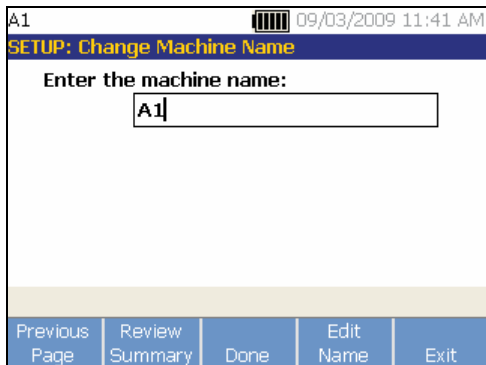 A1 09/03/2009 11:41 AM
SETUP: Change Machine Name
Enter the machine name:
A1
Previous Page Review Summary Done Edit Name Exit